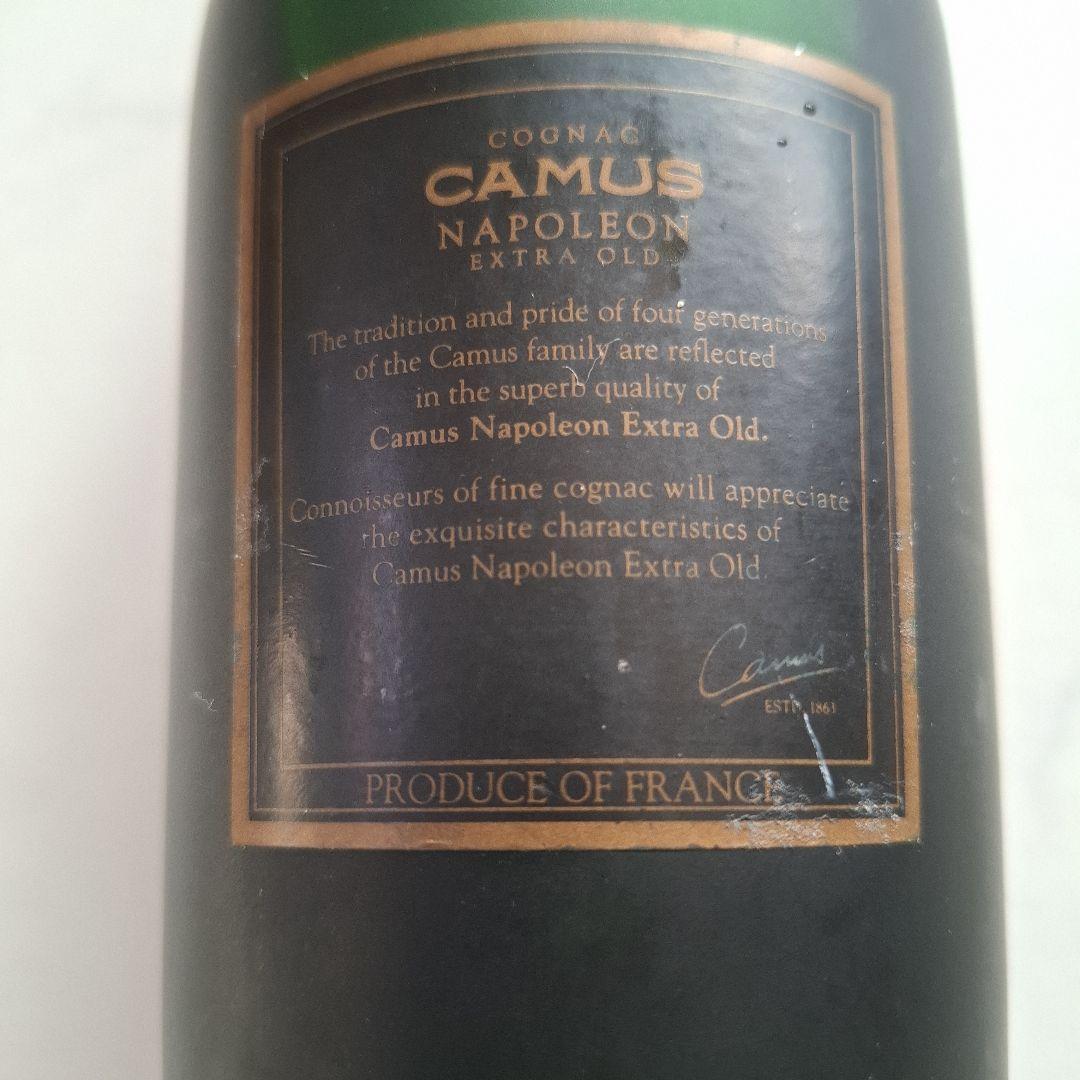 COGNAC
CAMUS
NAPOLEON
EXTRA OLD
The tradition and pride of four generations
of the Camus family are reflected
in the superb quality of
Camus Napoleon Extra Old.
Connoisseurs of fine cognac will appreciate
the exquisite characteristics of
Camus Napoleon Extra Old.
Camus
ESTD. 1863
PRODUCE OF FRANCE